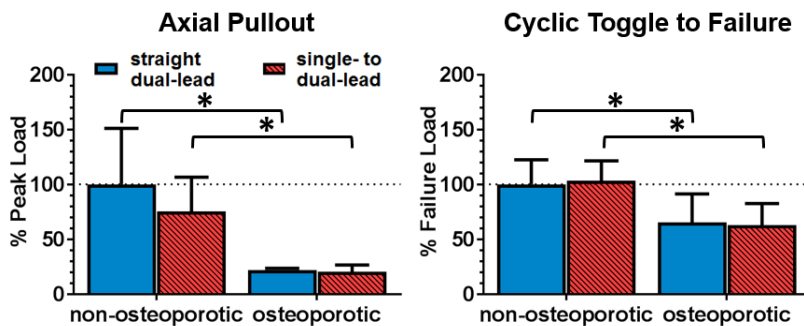 Axial Pullout
straight
dual-lead
single- to
dual-lead
% Peak Load
200
150
100
50
0
*
*
non-osteoporotic
osteoporotic
Cyclic Toggle to Failure
% Failure Load
200
150
100
50
0
*
*
non-osteoporotic
osteoporotic